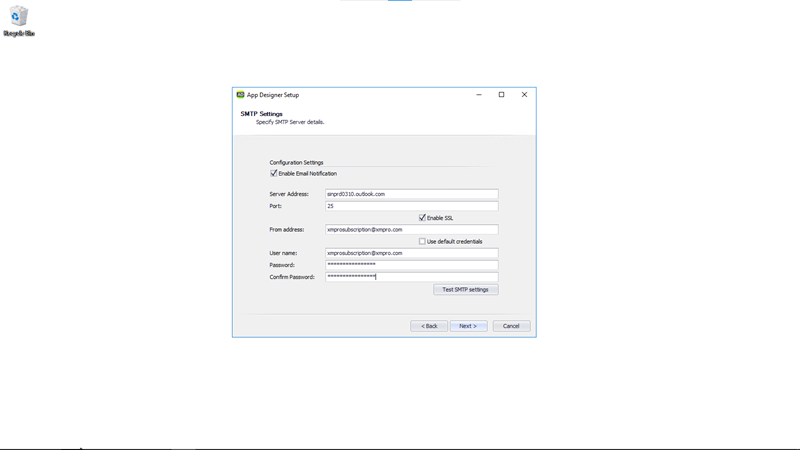 Recycle Bin
App Designer Setup
SMTP Settings
Specify SMTP Server details.
Configuration Settings
Enable Email Notification
Server Address: sinprd0310.outlook.com
Port: 25
Enable SSL
From address: xmprosubscription@xmpro.com
Use default credentials
User name: xmprosubscription@xmpro.com
Password: ****************
Confirm Password: ****************
Test SMTP settings
< Back Next > Cancel